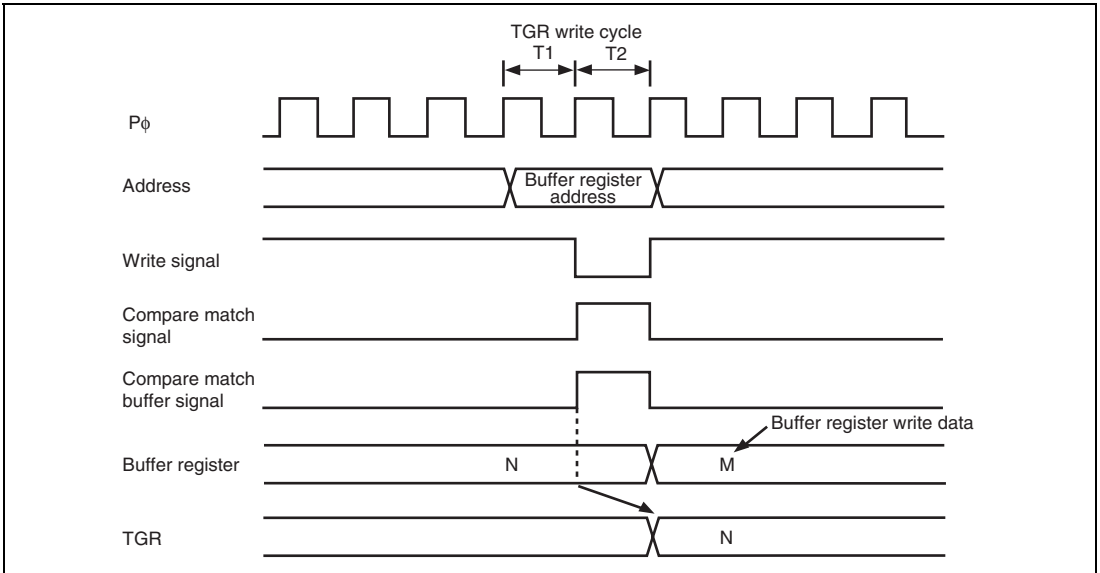 TGR write cycle
T1 T2
Pϕ
Address
Buffer register
address
Write signal
Compare match
signal
Compare match
buffer signal
Buffer register write data
Buffer register
N
M
TGR
N